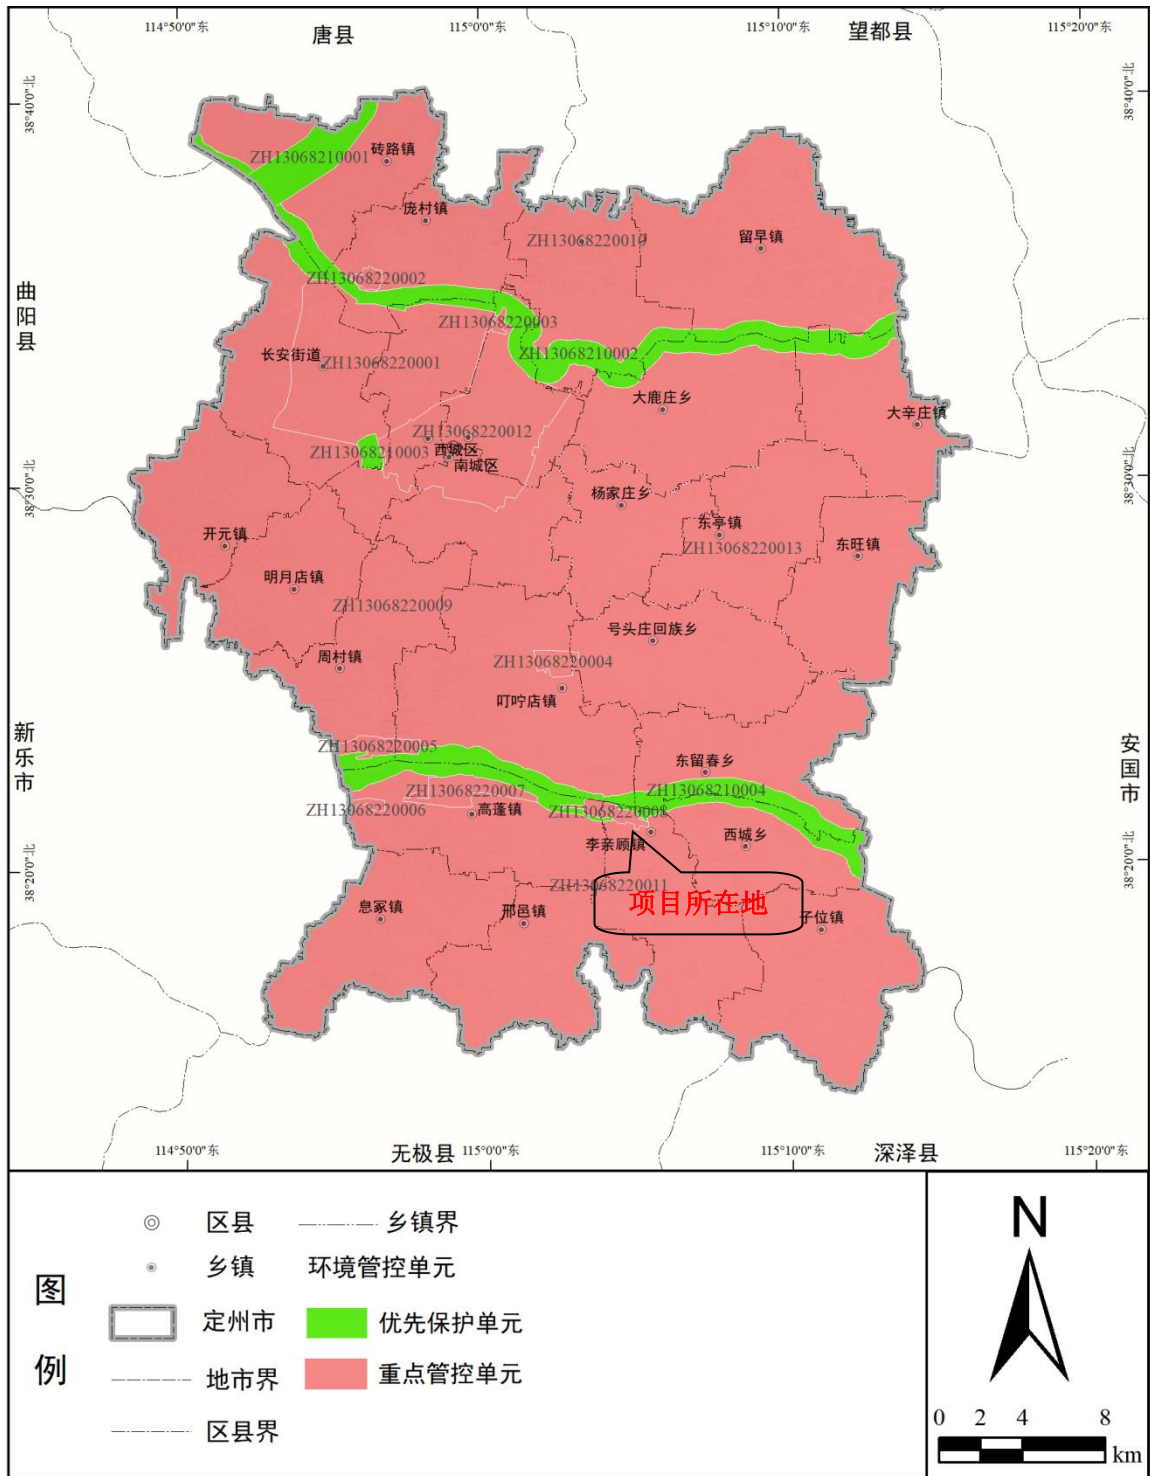 114°50′0″东
115°0′0″东
115°10′0″东
115°20′0″东
唐县
望都县
38°40′0″北
38°40′0″北
ZH13068210001
砖路镇
庞村镇
ZH13068220010
留早镇
ZH13068220002
曲阳县
ZH13068220003
长安街道
ZH13068220001
ZH13068210002
大鹿庄乡
大辛庄镇
ZH13068220012
ZH13068210003
西城区
南城区
38°30′0″北
38°30′0″北
杨家庄乡
开元镇
东亭镇
ZH13068220013
东旺镇
明月店镇
ZH13068220009
号头庄回族乡
周村镇
ZH13068220004
叮咛店镇
新乐市
安国市
ZH13068220005
东留春乡
ZH13068220007
ZH13068210004
ZH13068220006
高蓬镇
ZH13068220008
李亲顾镇
西城乡
38°20′0″北
38°20′0″北
ZH13068220011
项目所在地
息冢镇
邢邑镇
子位镇
114°50′0″东
无极县
115°0′0″东
115°10′0″东
深泽县
115°20′0″东
图例
区县
乡镇界
乡镇
环境管控单元
定州市
优先保护单元
地市界
重点管控单元
区县界
N
0 2 4 8
km